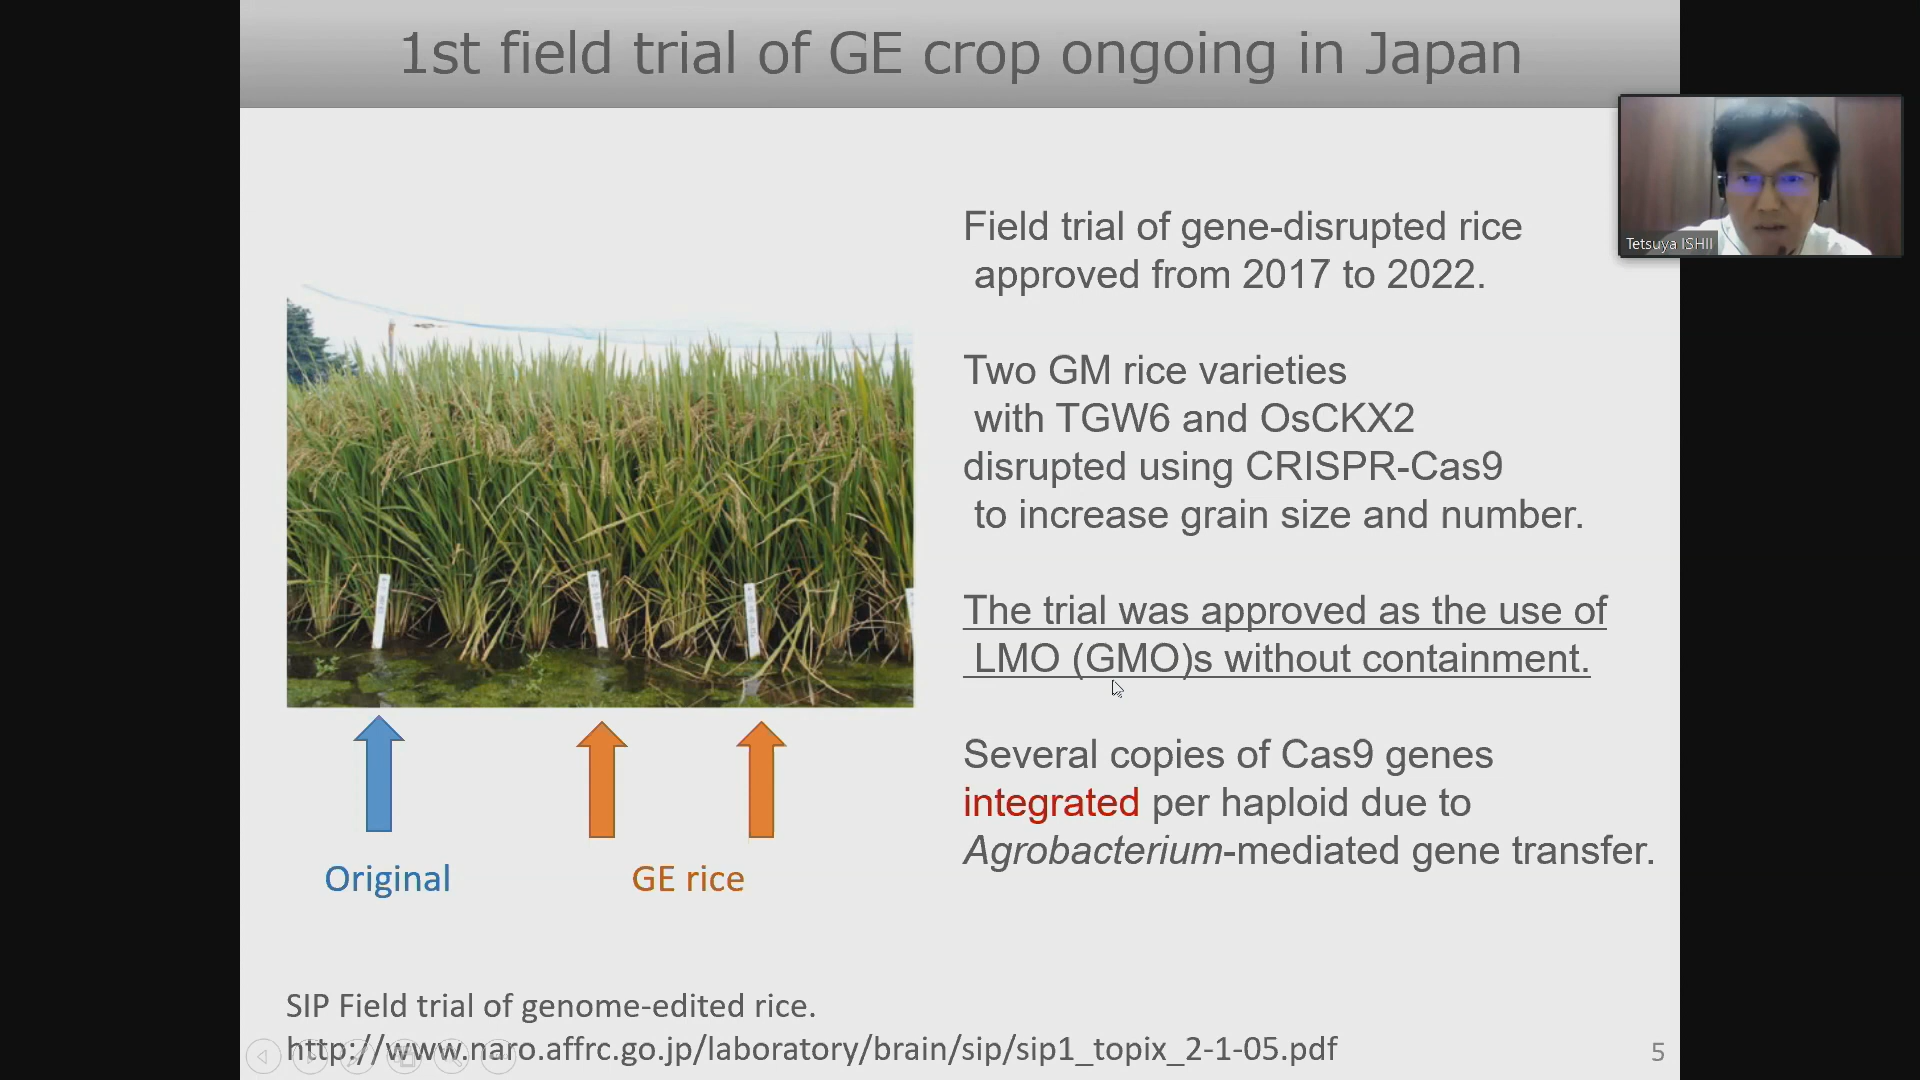 1st field trial of GE crop ongoing in Japan
Tetsuya ISHII
Field trial of gene-disrupted rice
approved from 2017 to 2022.
Two GM rice varieties
with TGW6 and OsCKX2
disrupted using CRISPR-Cas9
to increase grain size and number.
The trial was approved as the use of
LMO (GMO)s without containment.
Several copies of Cas9 genes
integrated per haploid due to
Agrobacterium-mediated gene transfer.
Original
GE rice
SIP Field trial of genome-edited rice.
http://www.naro.affrc.go.jp/laboratory/brain/sip/sip1_topix_2-1-05.pdf
5